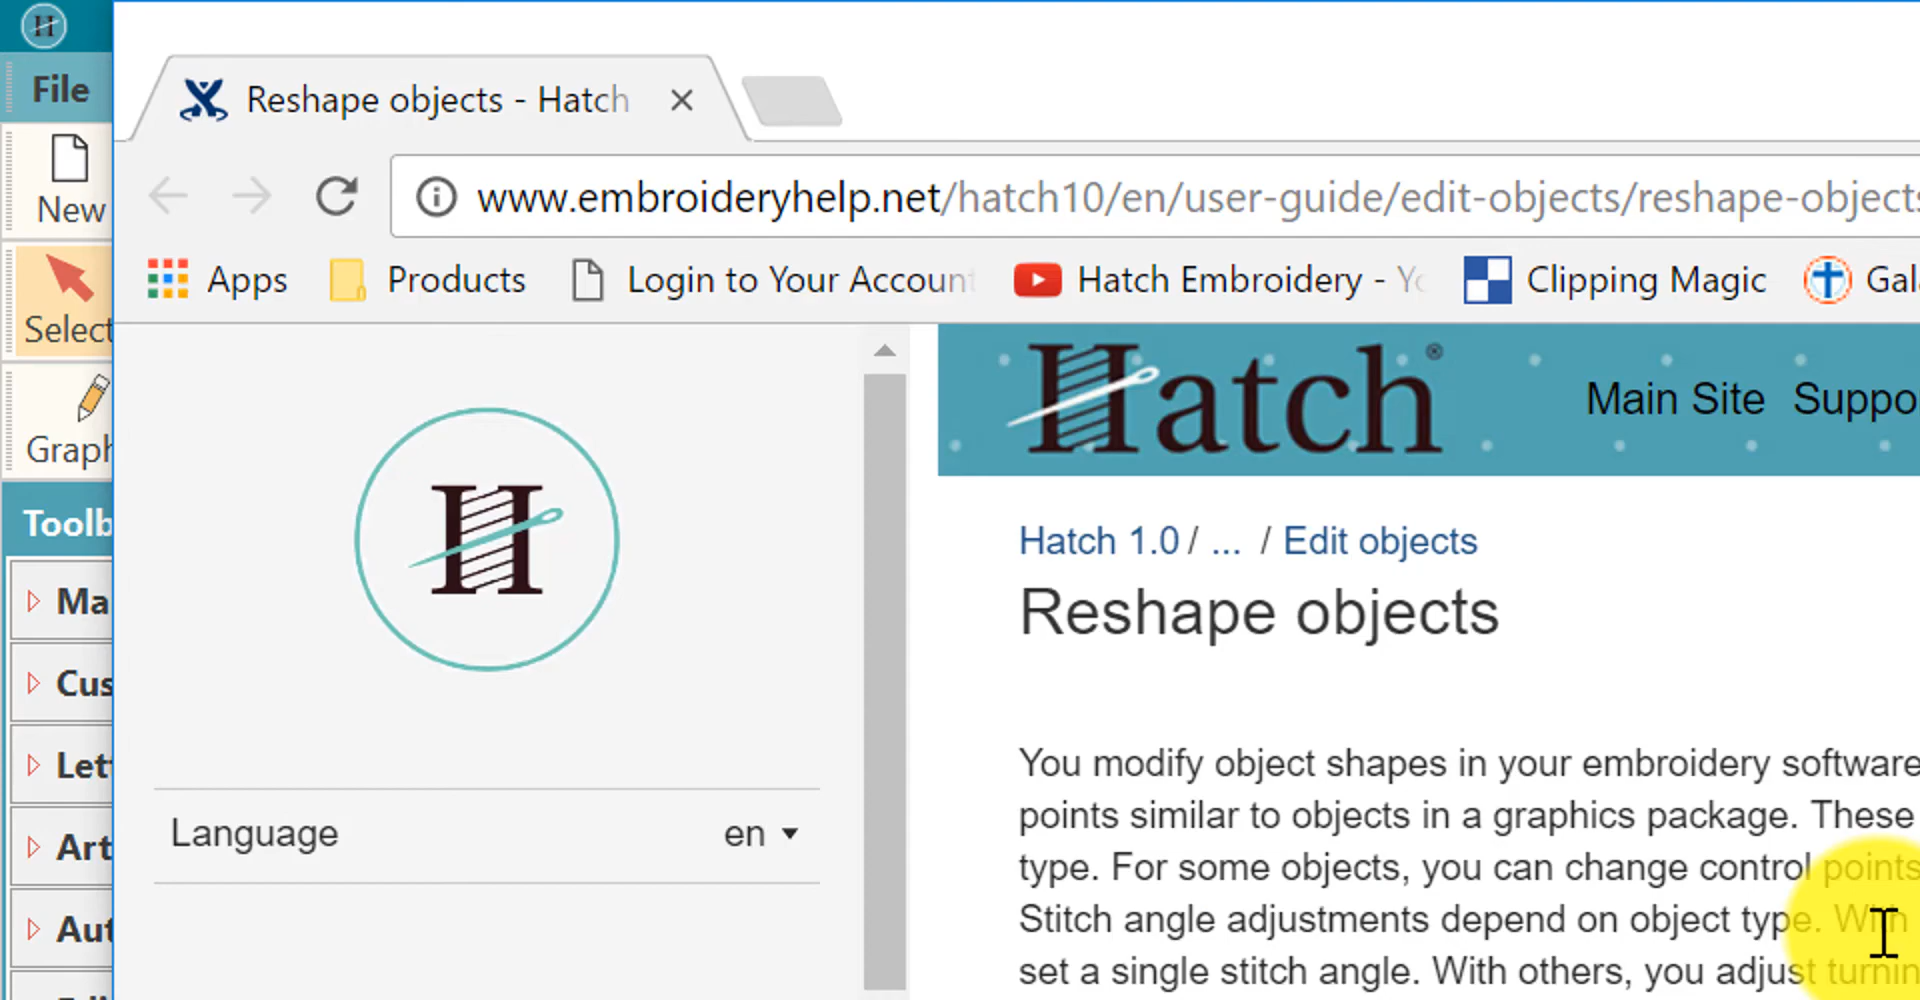 File
New
Select
Toolb
Reshape objects - Hatch
www.embroideryhelp.net/hatch10/en/user-guide/edit-objects/reshape-objects
Apps Products Login to Your Account Hatch Embroidery - Yo Clipping Magic Gala
Language en
Hatch® Main Site Suppo
Hatch 1.0 / ... / Edit objects
Reshape objects
You modify object shapes in your embroidery software
points similar to objects in a graphics package. These
type. For some objects, you can change control points
Stitch angle adjustments depend on object type. With
set a single stitch angle. With others, you adjust turnin
Graph
Ma
Cus
Lett
Art
Aut